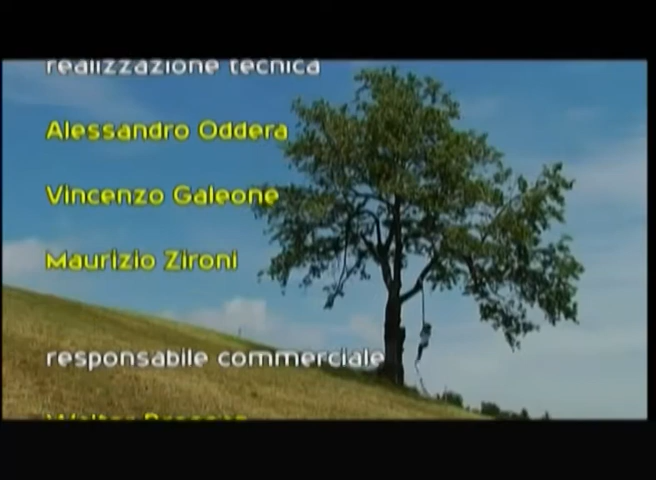 realizzazione tecnica
Alessandro Oddera
Vincenzo Galeone
Maurizio Zironi
responsabile commerciale